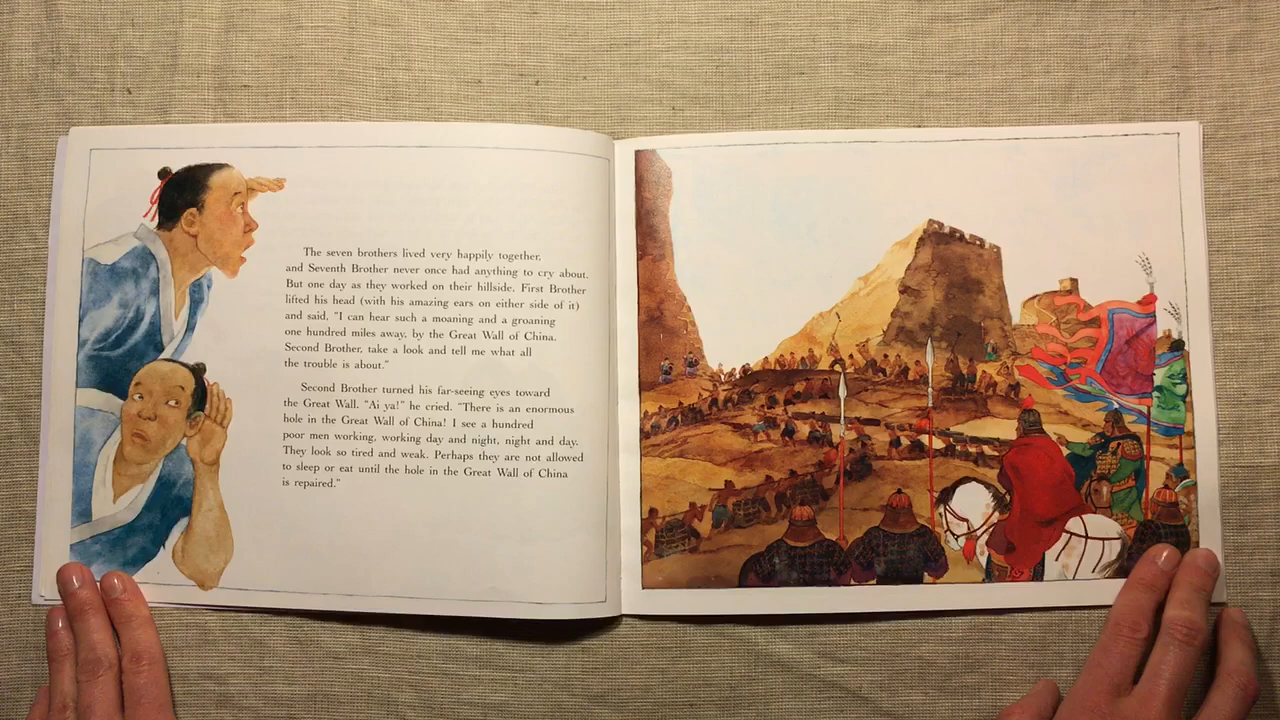 The seven brothers lived very happily together,
and Seventh Brother never once had anything to cry about.
But one day as they worked on their hillside, First Brother
lifted his head (with his amazing ears on either side of it)
and said, "I can hear such a moaning and a groaning
one hundred miles away, by the Great Wall of China.
Second Brother, take a look and tell me what all
the trouble is about."
Second Brother turned his far-seeing eyes toward
the Great Wall. "Ai ya!" he cried. "There is an enormous
hole in the Great Wall of China! I see a hundred
poor men working, working day and night, night and day.
They look so tired and weak. Perhaps they are not allowed
to sleep or eat until the hole in the Great Wall of China
is repaired."